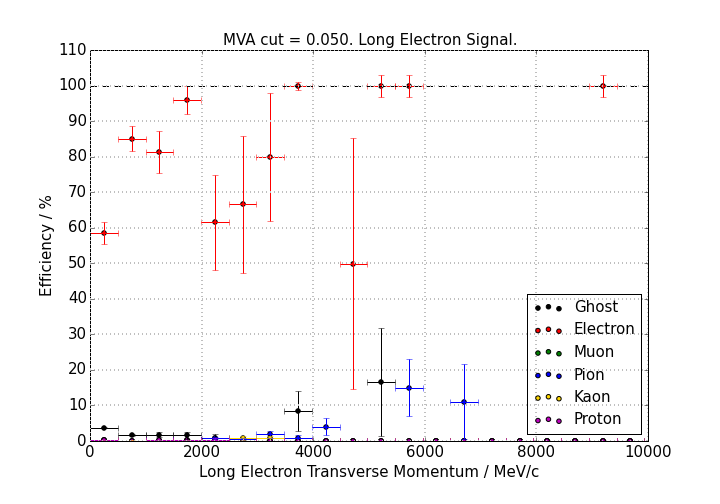 MVA cut = 0.050. Long Electron Signal.
110
100
90
80
70
60
50
40
30
20
10
0
Efficiency / %
Ghost
Electron
Muon
Pion
Kaon
Proton
0 2000 4000 6000 8000 10000
Long Electron Transverse Momentum / MeV/c